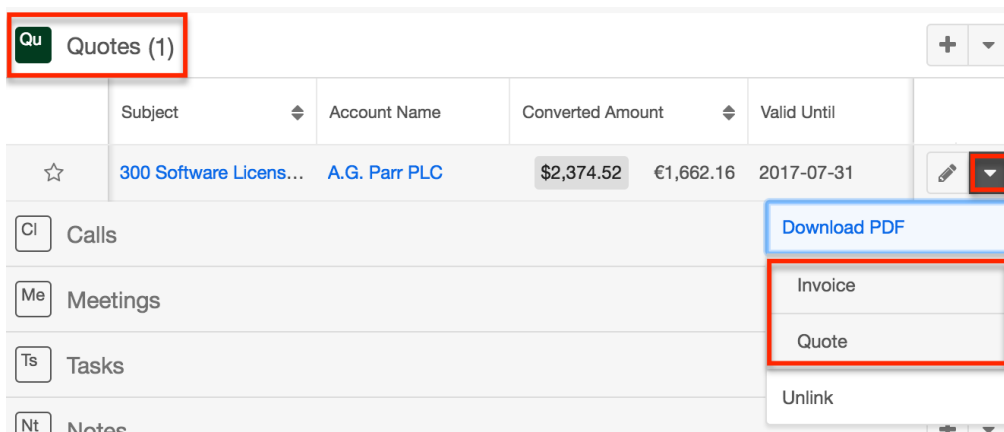 Qu Quotes (1)
Subject Account Name Converted Amount Valid Until
300 Software Licens... A.G. Parr PLC $2,374.52 €1,662.16 2017-07-31
Download PDF
Cl Calls
Invoice
Me Meetings
Quote
Ts Tasks
Unlink
Nt Notes